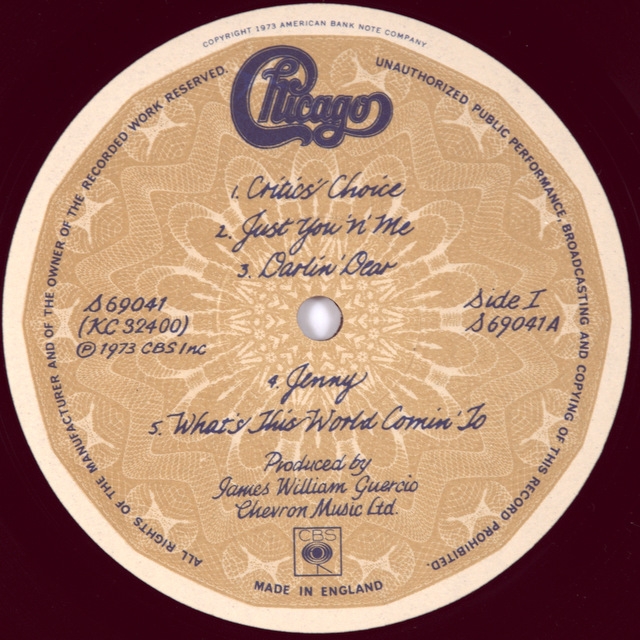 COPYRIGHT 1973 AMERICAN BANK NOTE COMPANY
ALL RIGHTS OF THE MANUFACTURER AND OF THE OWNER OF THE RECORDED WORK RESERVED. UNAUTHORIZED PUBLIC PERFORMANCE, BROADCASTING AND COPYING OF THIS RECORD PROHIBITED.
Chicago
1. Critics' Choice
2. Just You 'n' Me
3. Darlin' Dear
S 69041
(KC 32400)
℗ 1973 CBS Inc
Side I
S 69041 A
4. Jenny
5. What's This World Comin' To
Produced by
James William Guercio
Chevron Music Ltd.
CBS
MADE IN ENGLAND